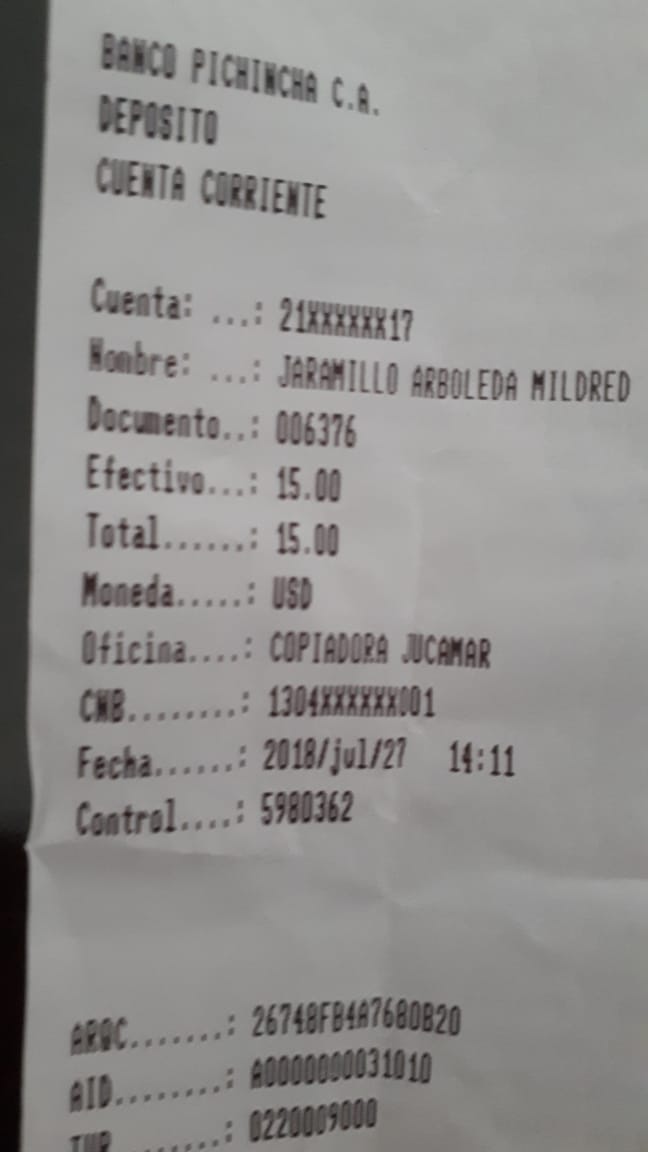 BANCO PICHINCHA C.A.
DEPOSITO
CUENTA CORRIENTE
Cuenta: ...: 21XXXXXX17
Nombre: ...: JARAMILLO ARBOLEDA MILDRED
Documento..: 006376
Efectivo...: 15.00
Total......: 15.00
Moneda.....: USD
Oficina....: COPIADORA JUCAMAR
CNB........: 1304XXXXXX001
Fecha......: 2018/jul/27 14:11
Control....: 5980362
ARQC.......: 26748FB4A7680B20
AID........: A0000000031010
TVR.......: 0220009000